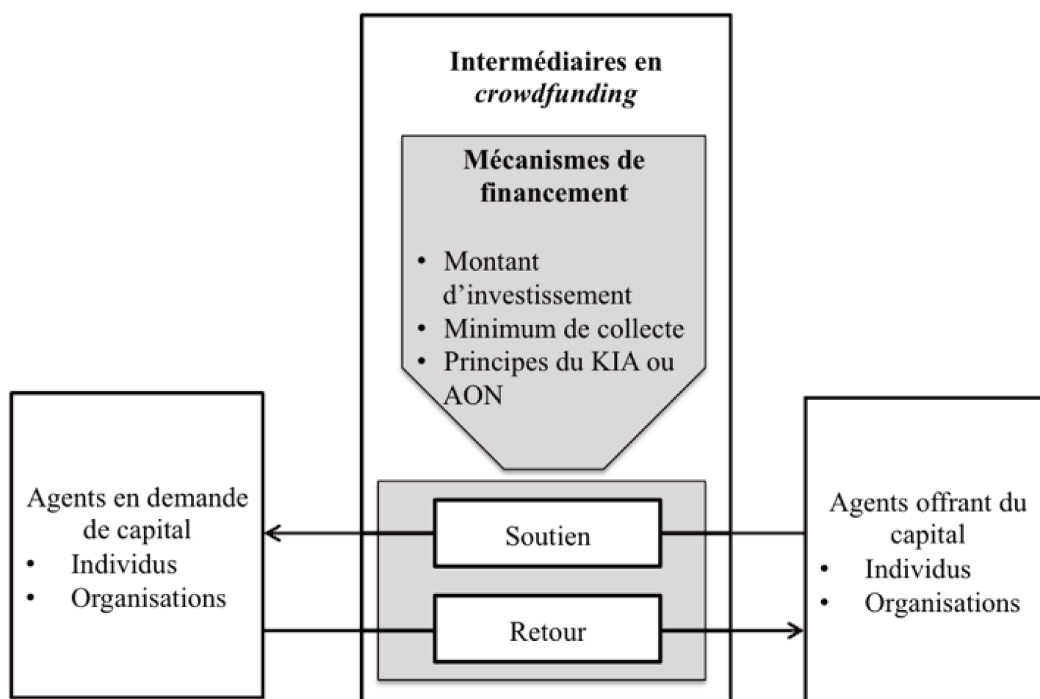 Intermédiaires en
crowdfunding
Mécanismes de
financement
• Montant
d’investissement
• Minimum de collecte
• Principes du KIA ou
AON
Agents en demande
de capital
• Individus
• Organisations
Soutien
Retour
Agents offrant du
capital
• Individus
• Organisations